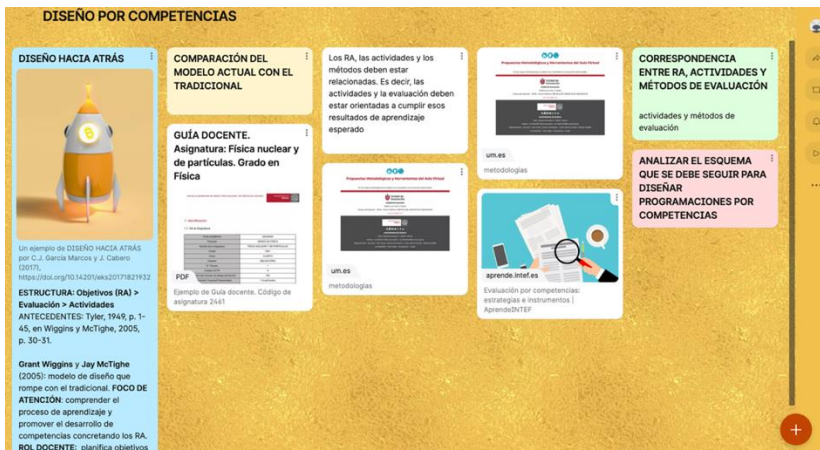 DISEÑO POR COMPETENCIAS
DISEÑO HACIA ATRÁS
Un ejemplo de DISEÑO HACIA ATRÁS
por C.J. García Marcos y J. Cabero
(2017),
https://doi.org/10.14201/eks20171821932
ESTRUCTURA: Objetivos (RA) >
Evaluación > Actividades
ANTECEDENTES: Tyler, 1949, p. 1-
45, en Wiggins y McTighe, 2005,
p. 30-31.
Grant Wiggins y Jay McTighe
(2005): modelo de diseño que
rompe con el tradicional. FOCO DE
ATENCIÓN: comprender el
proceso de aprendizaje y
promover el desarrollo de
competencias concretando los RA.
ROL DOCENTE: planifica objetivos
COMPARACIÓN DEL
MODELO ACTUAL CON EL
TRADICIONAL
GUÍA DOCENTE.
Asignatura: Física nuclear y
de partículas. Grado en
Física
PDF
Ejemplo de Guía docente. Código de
asignatura 2461
Los RA, las actividades y los
métodos deben estar
relacionadas. Es decir, las
actividades y la evaluación deben
estar orientadas a cumplir esos
resultados de aprendizaje
esperado
Propuestas Metodológicas y Herramientas del Aula Virtual
um.es
metodologias
Propuestas Metodológicas y Herramientas del Aula Virtual
um.es
metodologias
aprende.intef.es
Evaluación por competencias:
estrategias e instrumentos |
AprendeINTEF
CORRESPONDENCIA
ENTRE RA, ACTIVIDADES Y
MÉTODOS DE EVALUACIÓN
actividades y métodos de
evaluación
ANALIZAR EL ESQUEMA
QUE SE DEBE SEGUIR PARA
DISEÑAR
PROGRAMACIONES POR
COMPETENCIAS